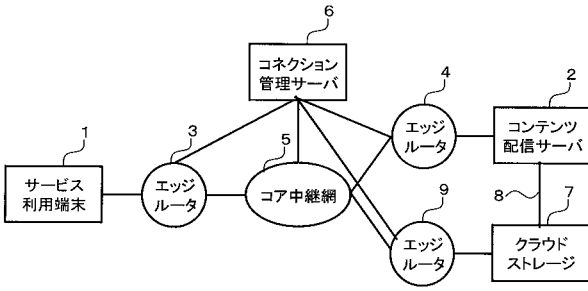 6
コネクション
管理サーバ
4
2
エッジ
ルータ
コンテンツ
配信サーバ
1
3
5
サービス
利用端末
エッジ
ルータ
コア中継網
8
9
7
エッジ
ルータ
クラウド
ストレージ